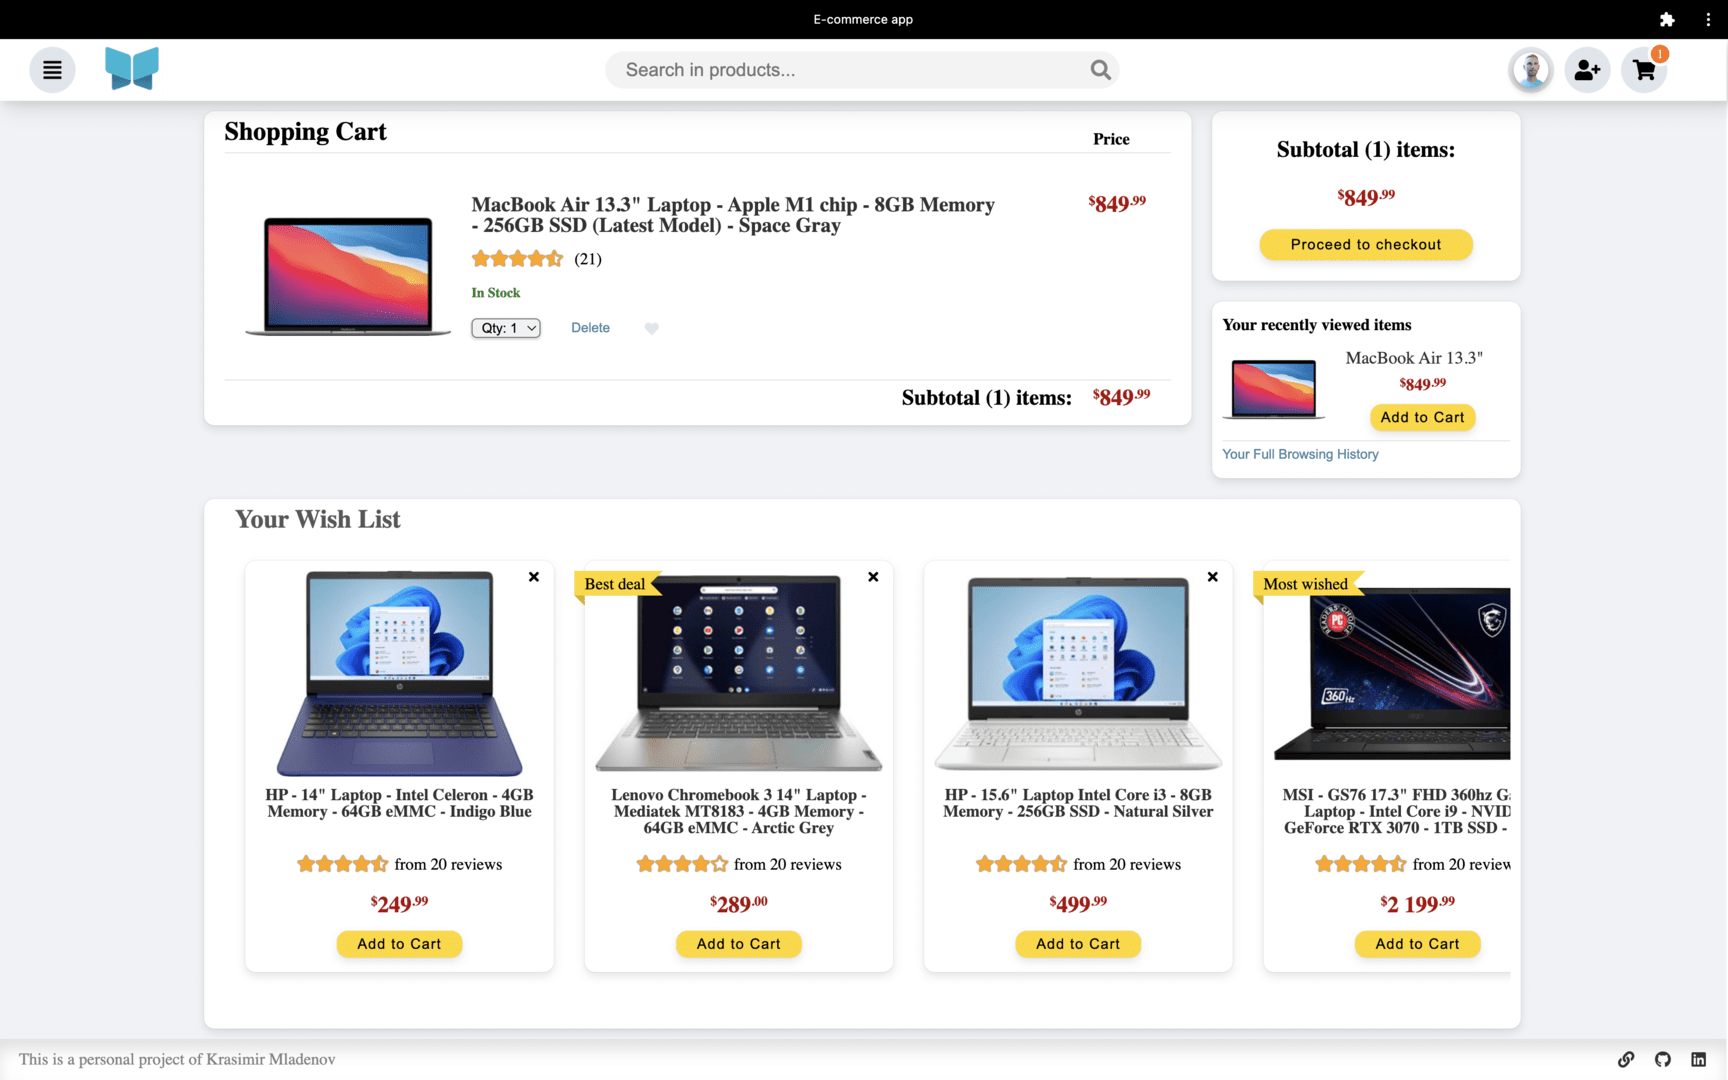 E-commerce app
Search in products...
!
Shopping Cart
Price
MacBook Air 13.3" Laptop - Apple M1 chip - 8GB Memory
- 256GB SSD (Latest Model) - Space Gray
$849.99
(21)
In Stock
Qty: 1
Delete
Subtotal (1) items: $849.99
Subtotal (1) items:
$849.99
Proceed to checkout
Your recently viewed items
MacBook Air 13.3"
$849.99
Add to Cart
Your Full Browsing History
Your Wish List
HP - 14" Laptop - Intel Celeron - 4GB
Memory - 64GB eMMC - Indigo Blue
from 20 reviews
$249.99
Add to Cart
Best deal
Lenovo Chromebook 3 14" Laptop -
Mediatek MT8183 - 4GB Memory -
64GB eMMC - Arctic Grey
from 20 reviews
$289.00
Add to Cart
HP - 15.6" Laptop Intel Core i3 - 8GB
Memory - 256GB SSD - Natural Silver
from 20 reviews
$499.99
Add to Cart
Most wished
READERS' CHOICE
PC
360Hz
MSI - GS76 17.3" FHD 360hz G
Laptop - Intel Core i9 - NVID
GeForce RTX 3070 - 1TB SSD -
from 20 review
$2 199.99
Add to Cart
This is a personal project of Krasimir Mladenov